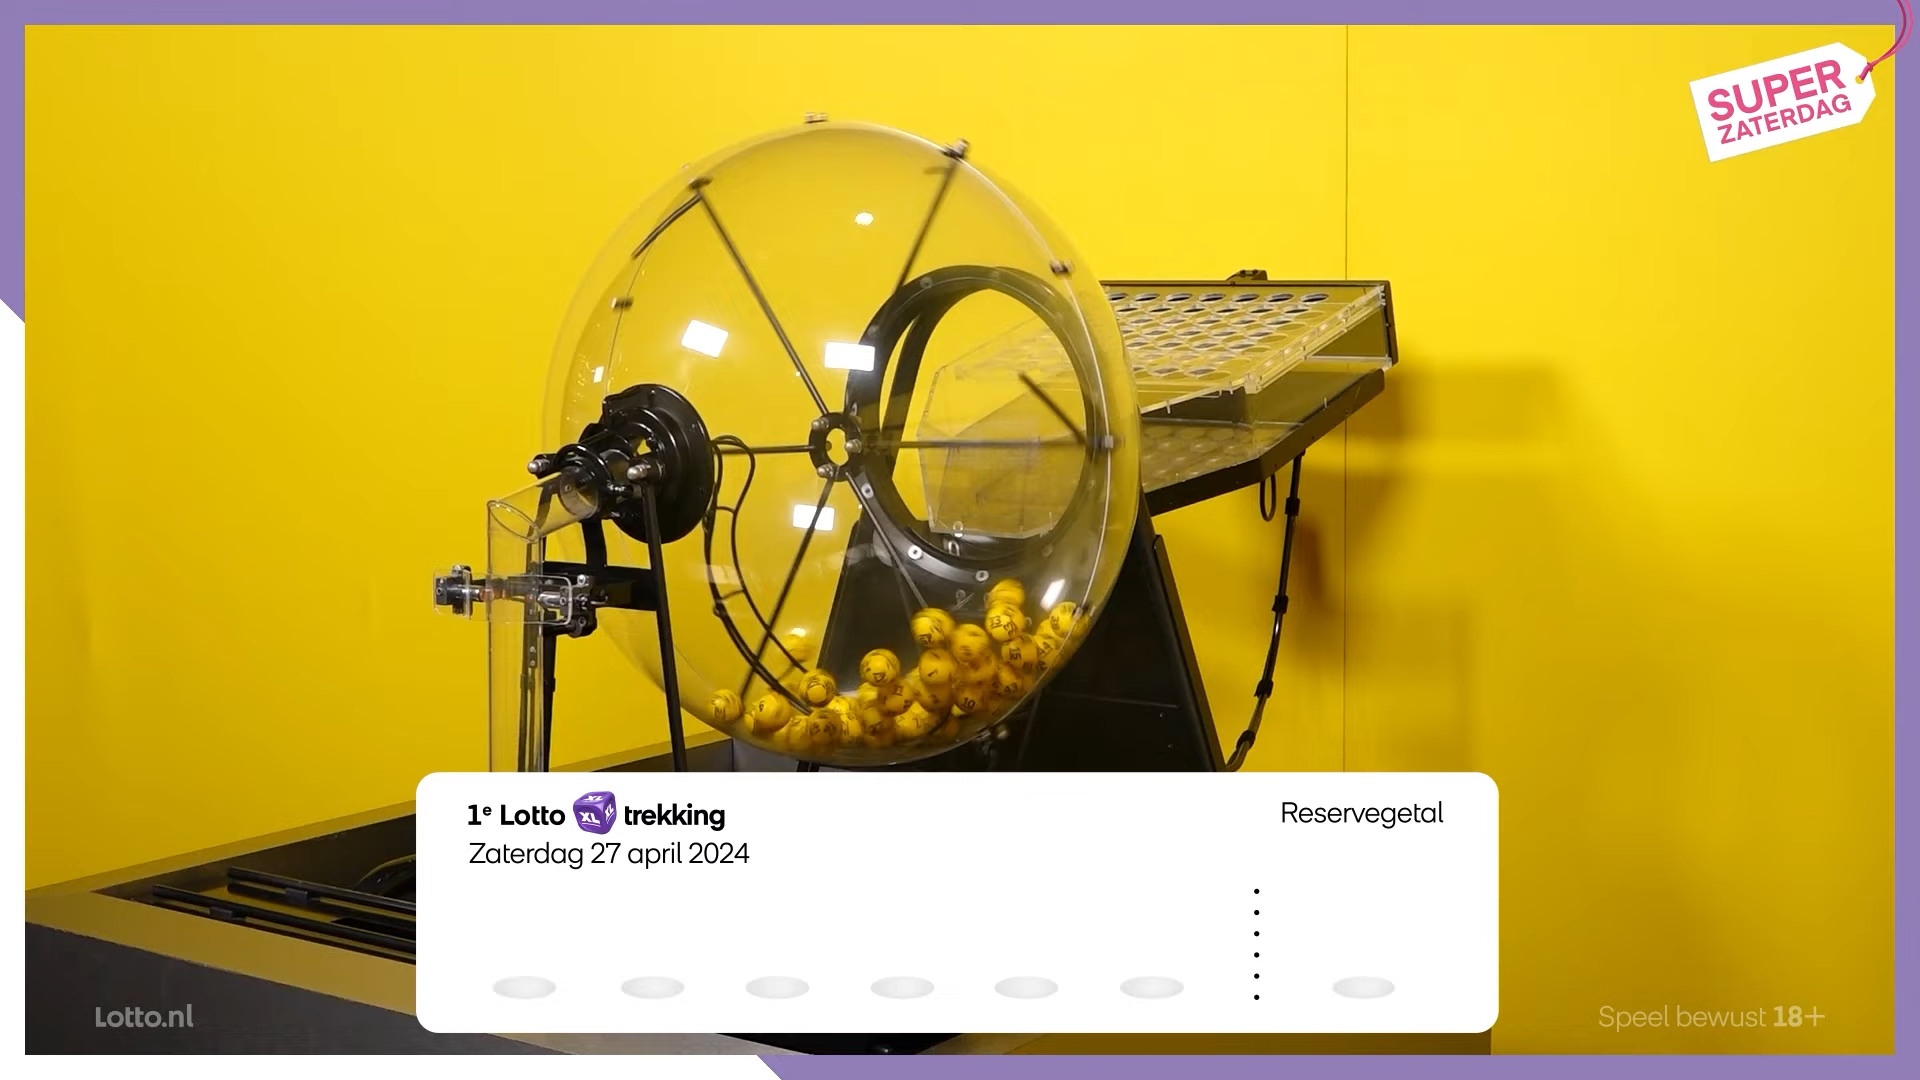 SUPER
ZATERDAG
1e Lotto XL trekking
Reservegetal
Zaterdag 27 april 2024
Lotto.nl
Speel bewust 18+